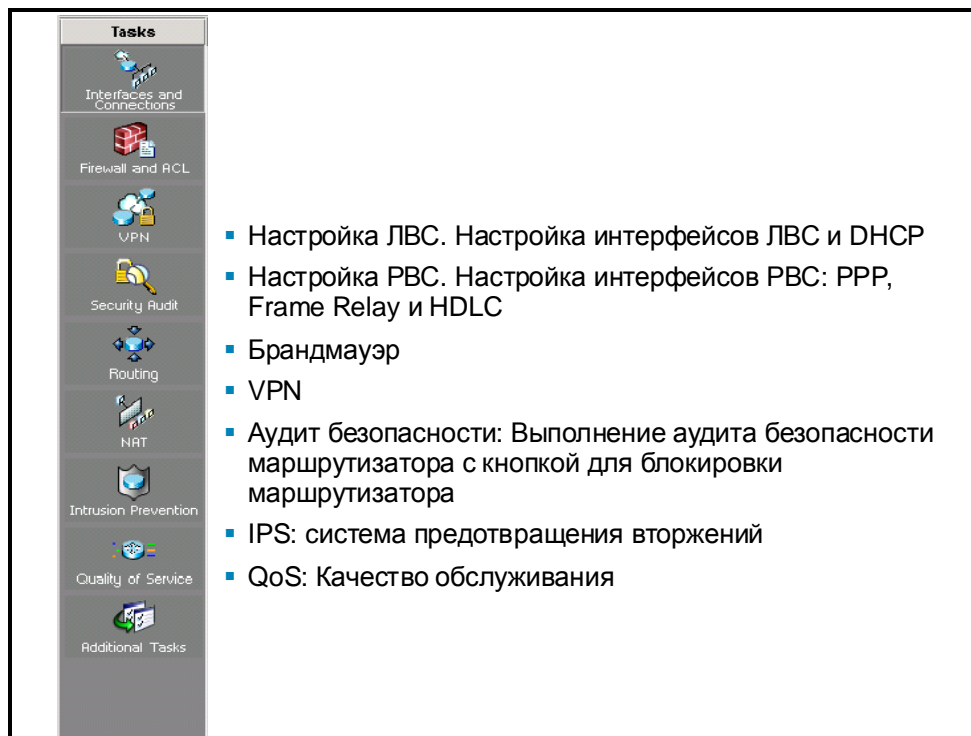 Tasks
Interfaces and
Connections
Firewall and ACL
VPN
Security Audit
Routing
NAT
Intrusion Prevention
Quality of Service
Additional Tasks
Настройка ЛВС. Настройка интерфейсов ЛВС и DHCP
Настройка РВС. Настройка интерфейсов РВС: PPP,
Frame Relay и HDLC
Брандмауэр
VPN
Аудит безопасности: Выполнение аудита безопасности
маршрутизатора с кнопкой для блокировки
маршрутизатора
IPS: система предотвращения вторжений
QoS: Качество обслуживания